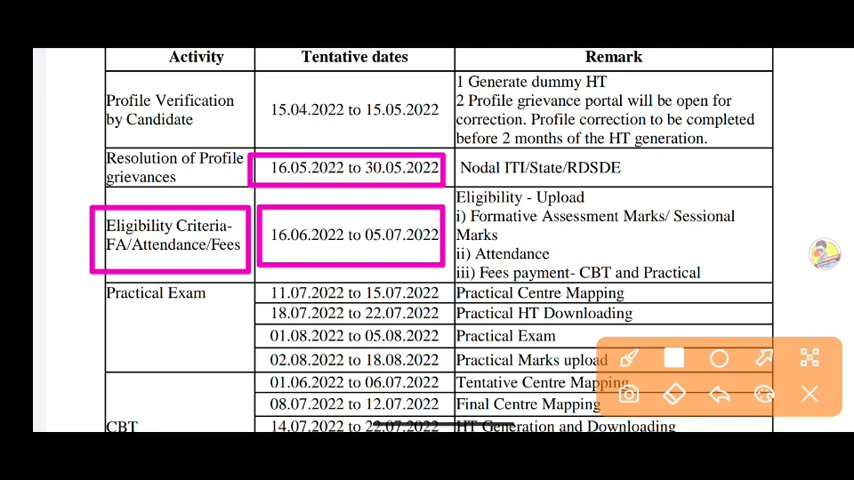 Activity Tentative dates Remark
Profile Verification by Candidate
15.04.2022 to 15.05.2022
1 Generate dummy HT
2 Profile grievance portal will be open for
correction. Profile correction to be completed
before 2 months of the HT generation.
Resolution of Profile
grievances
16.05.2022 to 30.05.2022
Nodal ITI/State/RDSDE
Eligibility Criteria-
FA/Attendance/Fees
16.06.2022 to 05.07.2022
Eligibility - Upload
i) Formative Assessment Marks/ Sessional
Marks
ii) Attendance
iii) Fees payment- CBT and Practical
Practical Exam
11.07.2022 to 15.07.2022 Practical Centre Mapping
18.07.2022 to 22.07.2022 Practical HT Downloading
01.08.2022 to 05.08.2022 Practical Exam
02.08.2022 to 18.08.2022 Practical Marks upload
CBT
01.06.2022 to 06.07.2022 Tentative Centre Mapping
08.07.2022 to 12.07.2022 Final Centre Mapping
14.07.2022 to 22.07.2022 HT Generation and Downloading